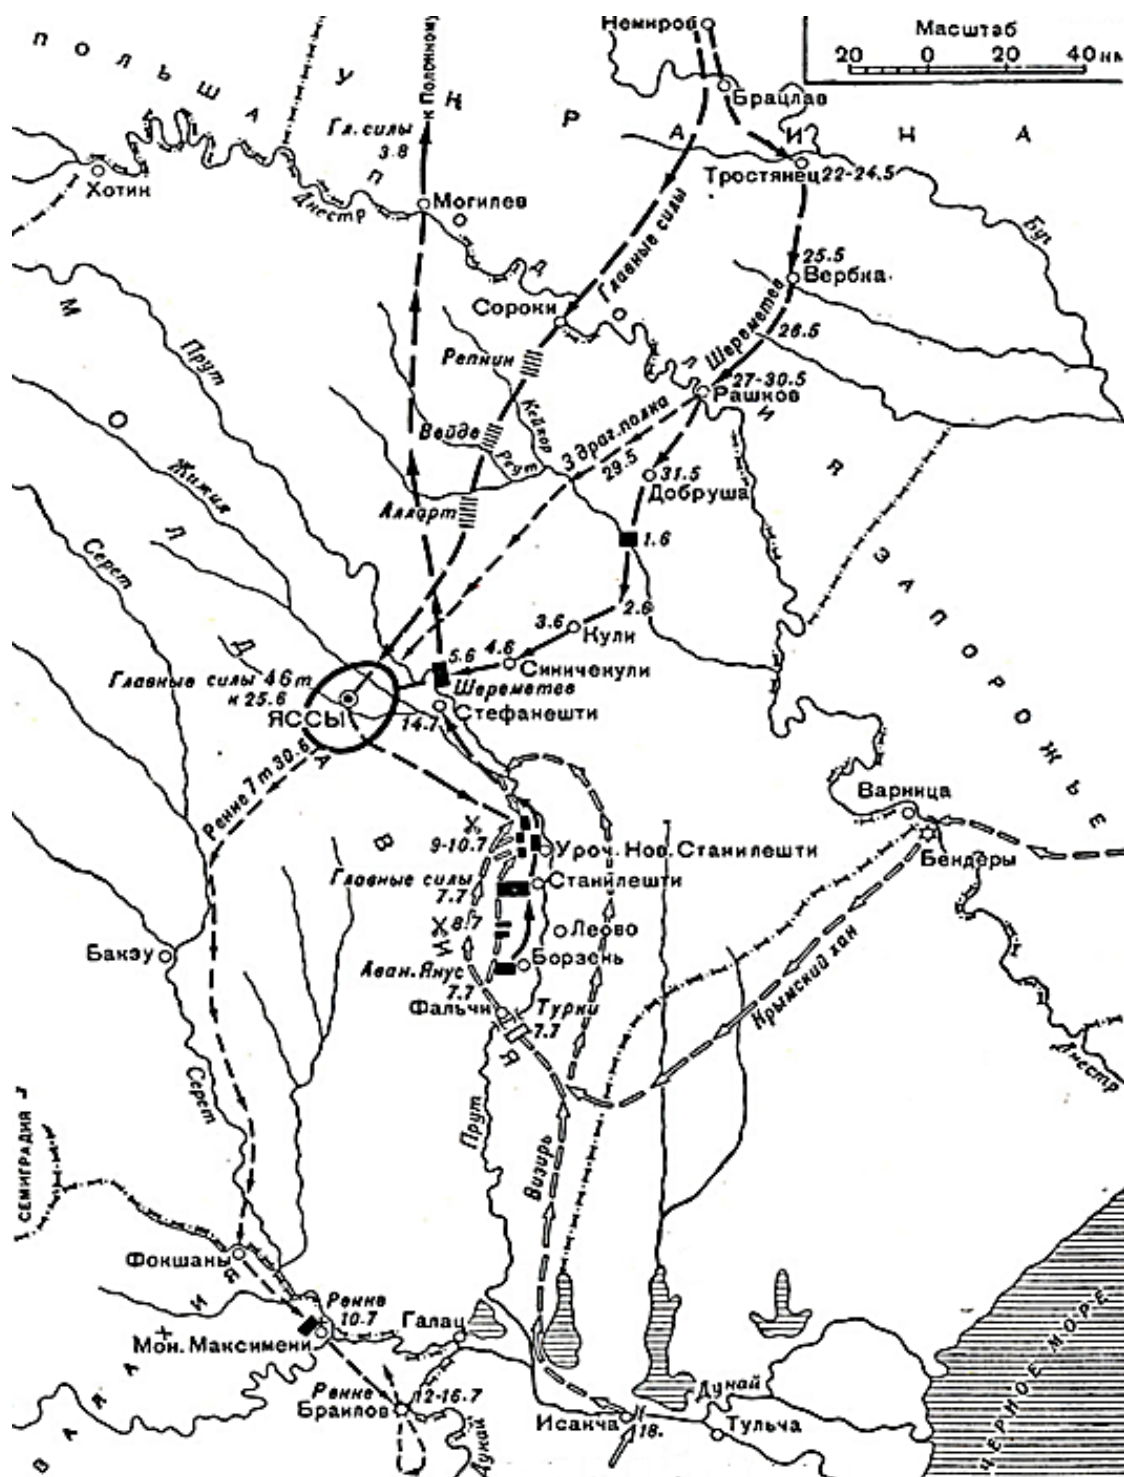 Немиров
Масштаб
20 0 20 40 км
ПОЛЬША
УКРАИНА
к Полонному
Брацлав
Гл. силы
3.8
Хотин
Днестр
Могилев
Тростянец 22-24.5
Буг
Главные силы
25.5
Вербка
Сороки
Шереметев
26.5
Прут
Репнин
27-30.5
Рашков
Кейнар
Вейде
Реут
3 драг. полка
29.5
31.5
Добруша
Жижия
Алларт
1.6
Серет
ЗАПОРОЖЬЕ
2.6
3.6
Кули
4.6
Синичекули
5.6
Шереметев
Главные силы 46 т
к 25.6
ЯССЫ
Стефанешти
14.7
Ренне 7 т 30.6
МОЛДАВИЯ
Варница
Бендеры
9-10.7
Уроч. Нов. Станилешти
Главные силы
7.7
Станилешти
8.7
Леово
Бакэу
Борзень
Аван. Янус
7.7
Фальчи
Турки
7.7
Крымский хан
Днестр
Серет
Прут
Визирь
СЕМИГРАДИЯ
Фокшаны
Ренне
10.7
Мон. Максимени
Галац
Ренне
Браилов
12-16.7
Дунай
Исакча
18.
Дунай
Тульча
ЧЕРНОЕ МОРЕ